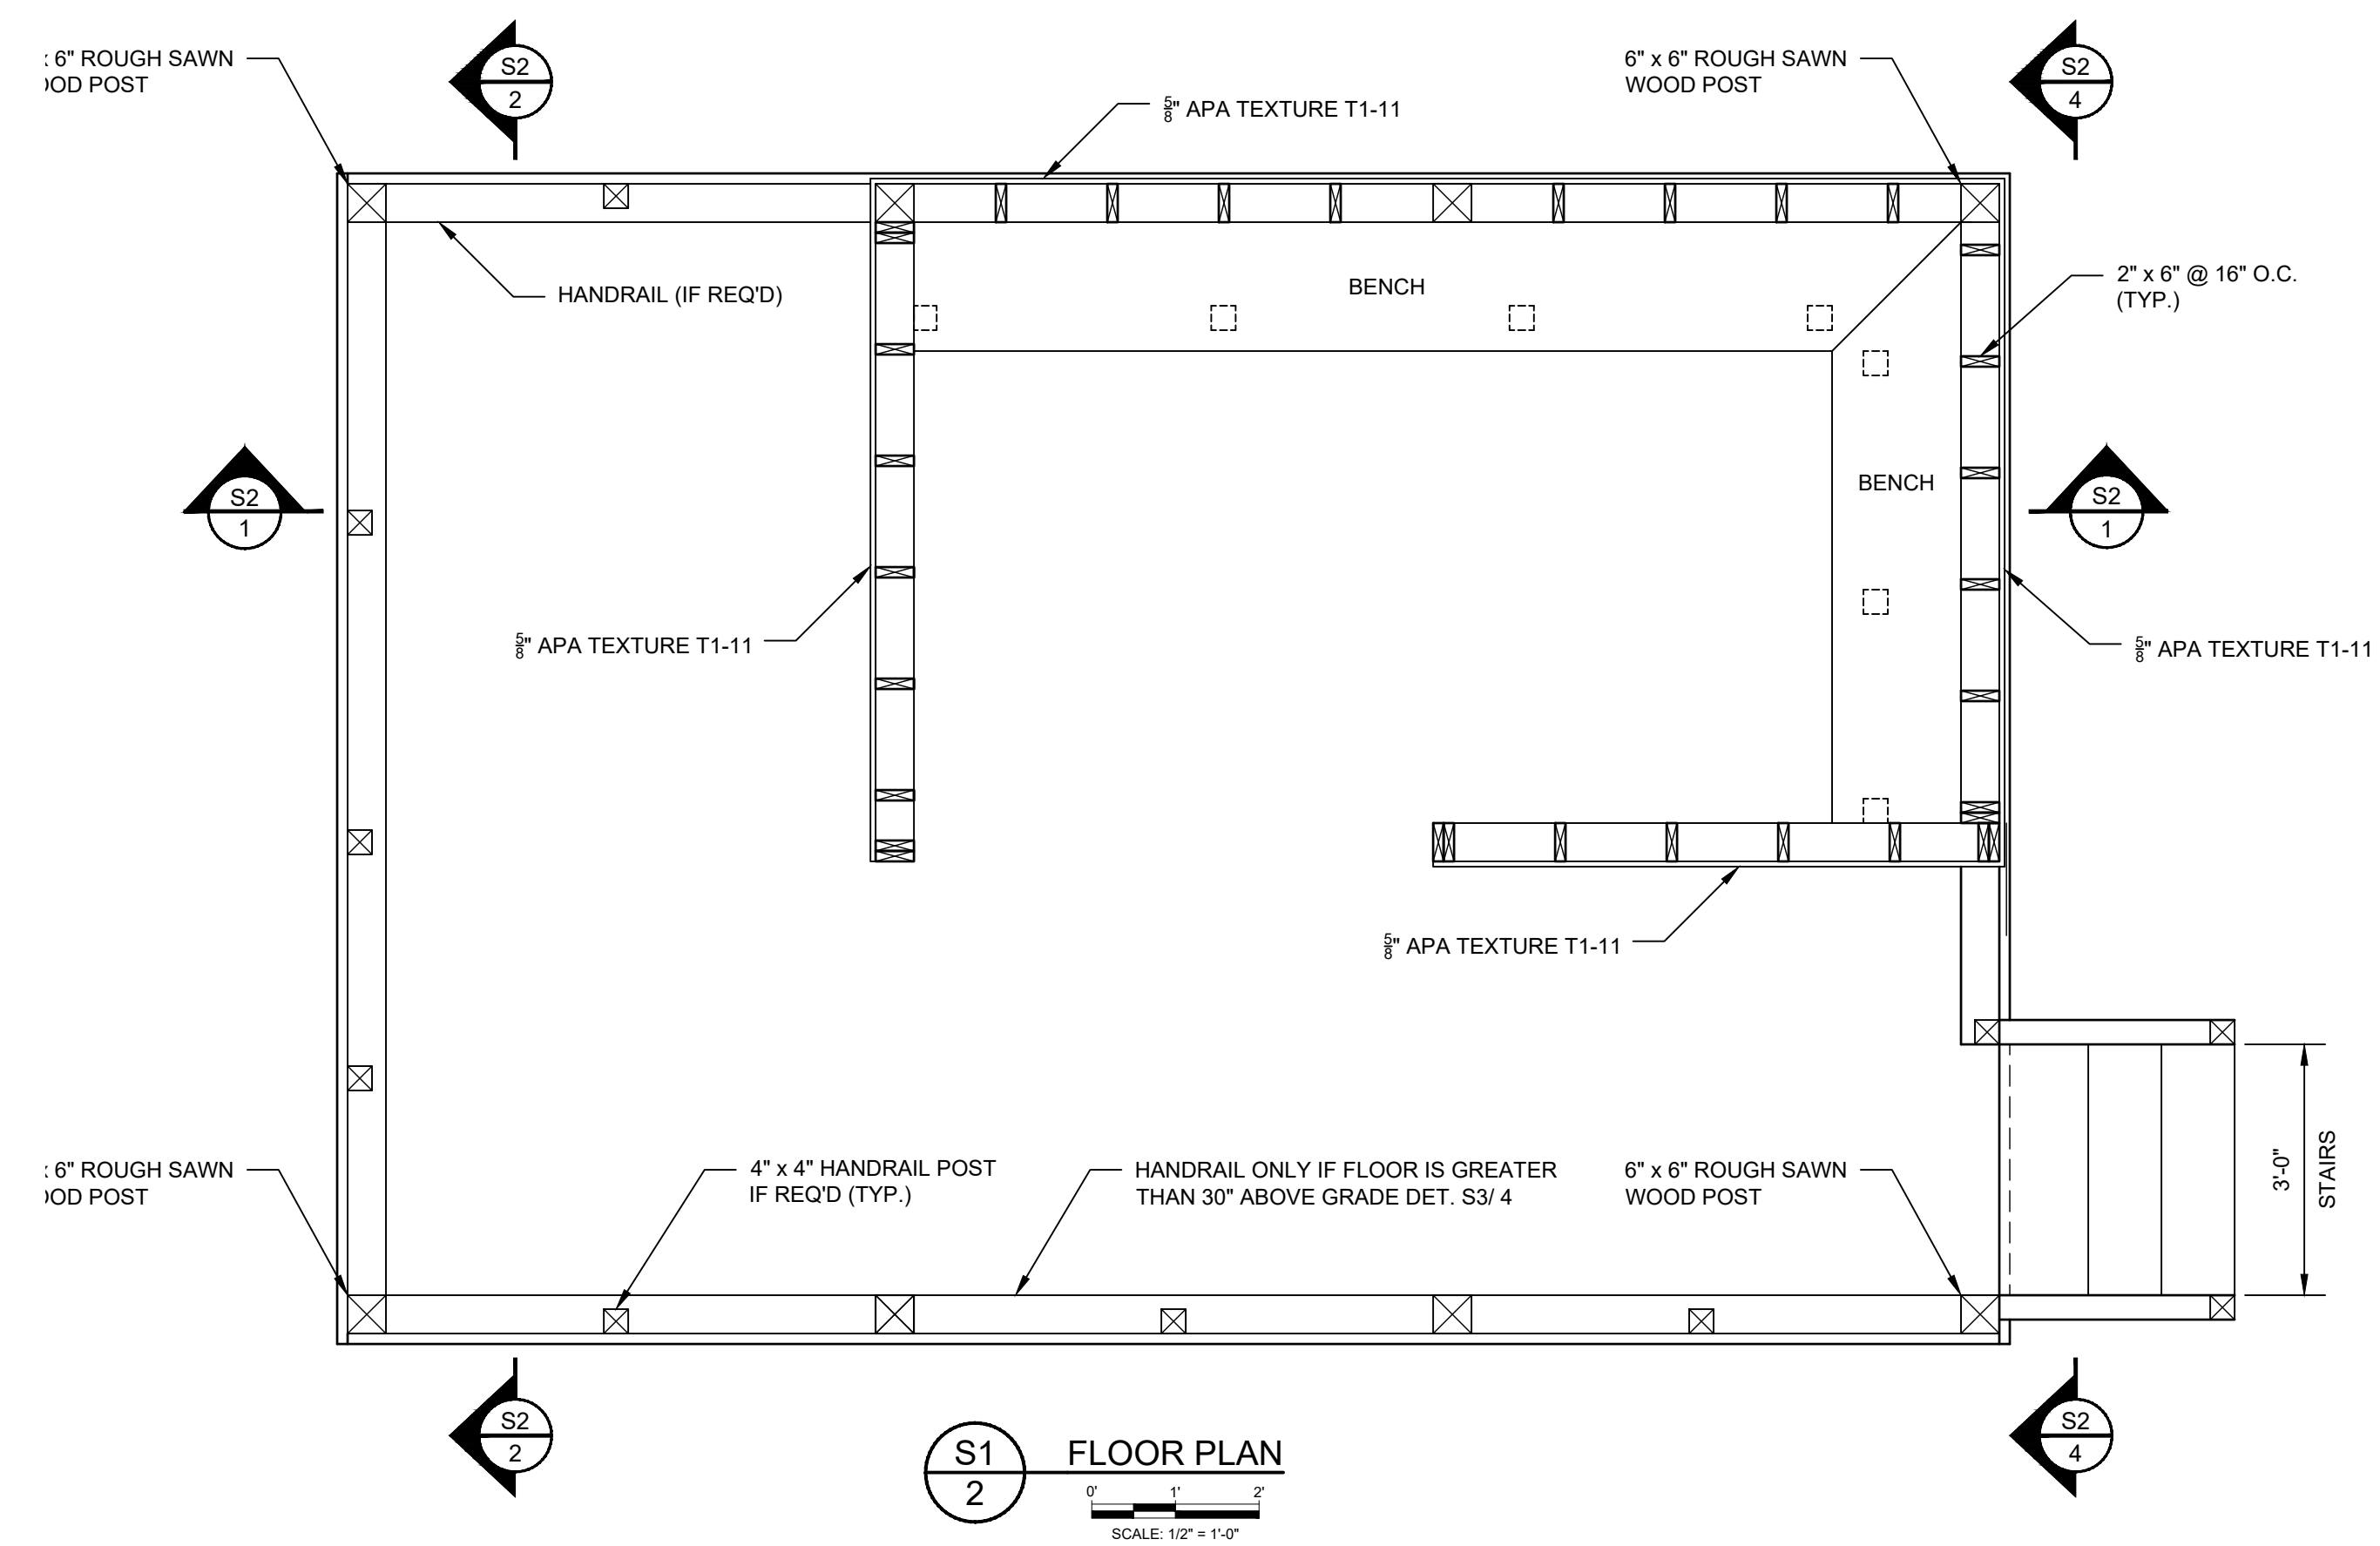 6" ROUGH SAWN
POST
S2
2
6" x 6" ROUGH SAWN
WOOD POST
S2
4
5/8" APA TEXTURE T1-11
HANDRAIL (IF REQ'D)
BENCH
2" x 6" @ 16" O.C.
(TYP.)
S2
1
BENCH
S2
1
5/8" APA TEXTURE T1-11
5/8" APA TEXTURE T1-11
5/8" APA TEXTURE T1-11
6" ROUGH SAWN
POST
4" x 4" HANDRAIL POST
IF REQ'D (TYP.)
HANDRAIL ONLY IF FLOOR IS GREATER
THAN 30" ABOVE GRADE DET. S3/ 4
6" x 6" ROUGH SAWN
WOOD POST
3'-0"
STAIRS
S2
2
S1
2
FLOOR PLAN
0' 1' 2'
SCALE: 1/2" = 1'-0"
S2
4